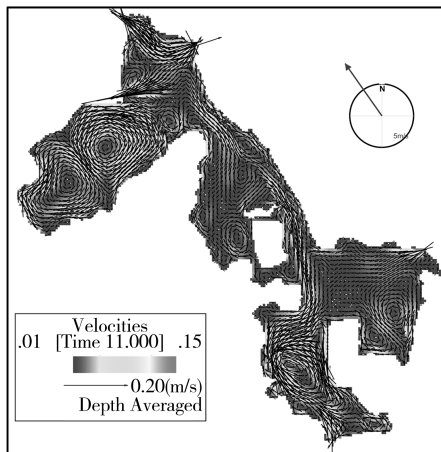 N
5m/s
Velocities
.01 [Time 11.000] .15
0.20(m/s)
Depth Averaged